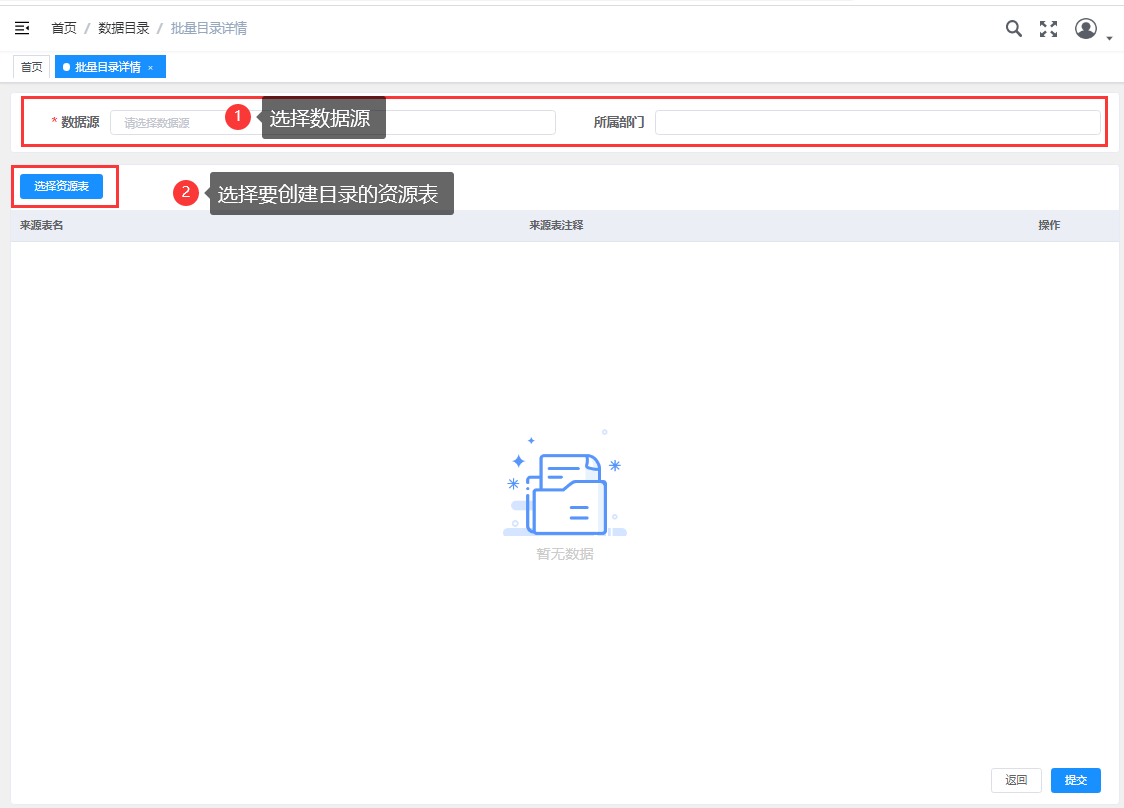 首页 / 数据目录 / 批量目录详情
首页 批量目录详情 ×
* 数据源 请选择数据源 1 选择数据源 所属部门
选择资源表 2 选择要创建目录的资源表
来源表名 来源表注释 操作
暂无数据
返回 提交